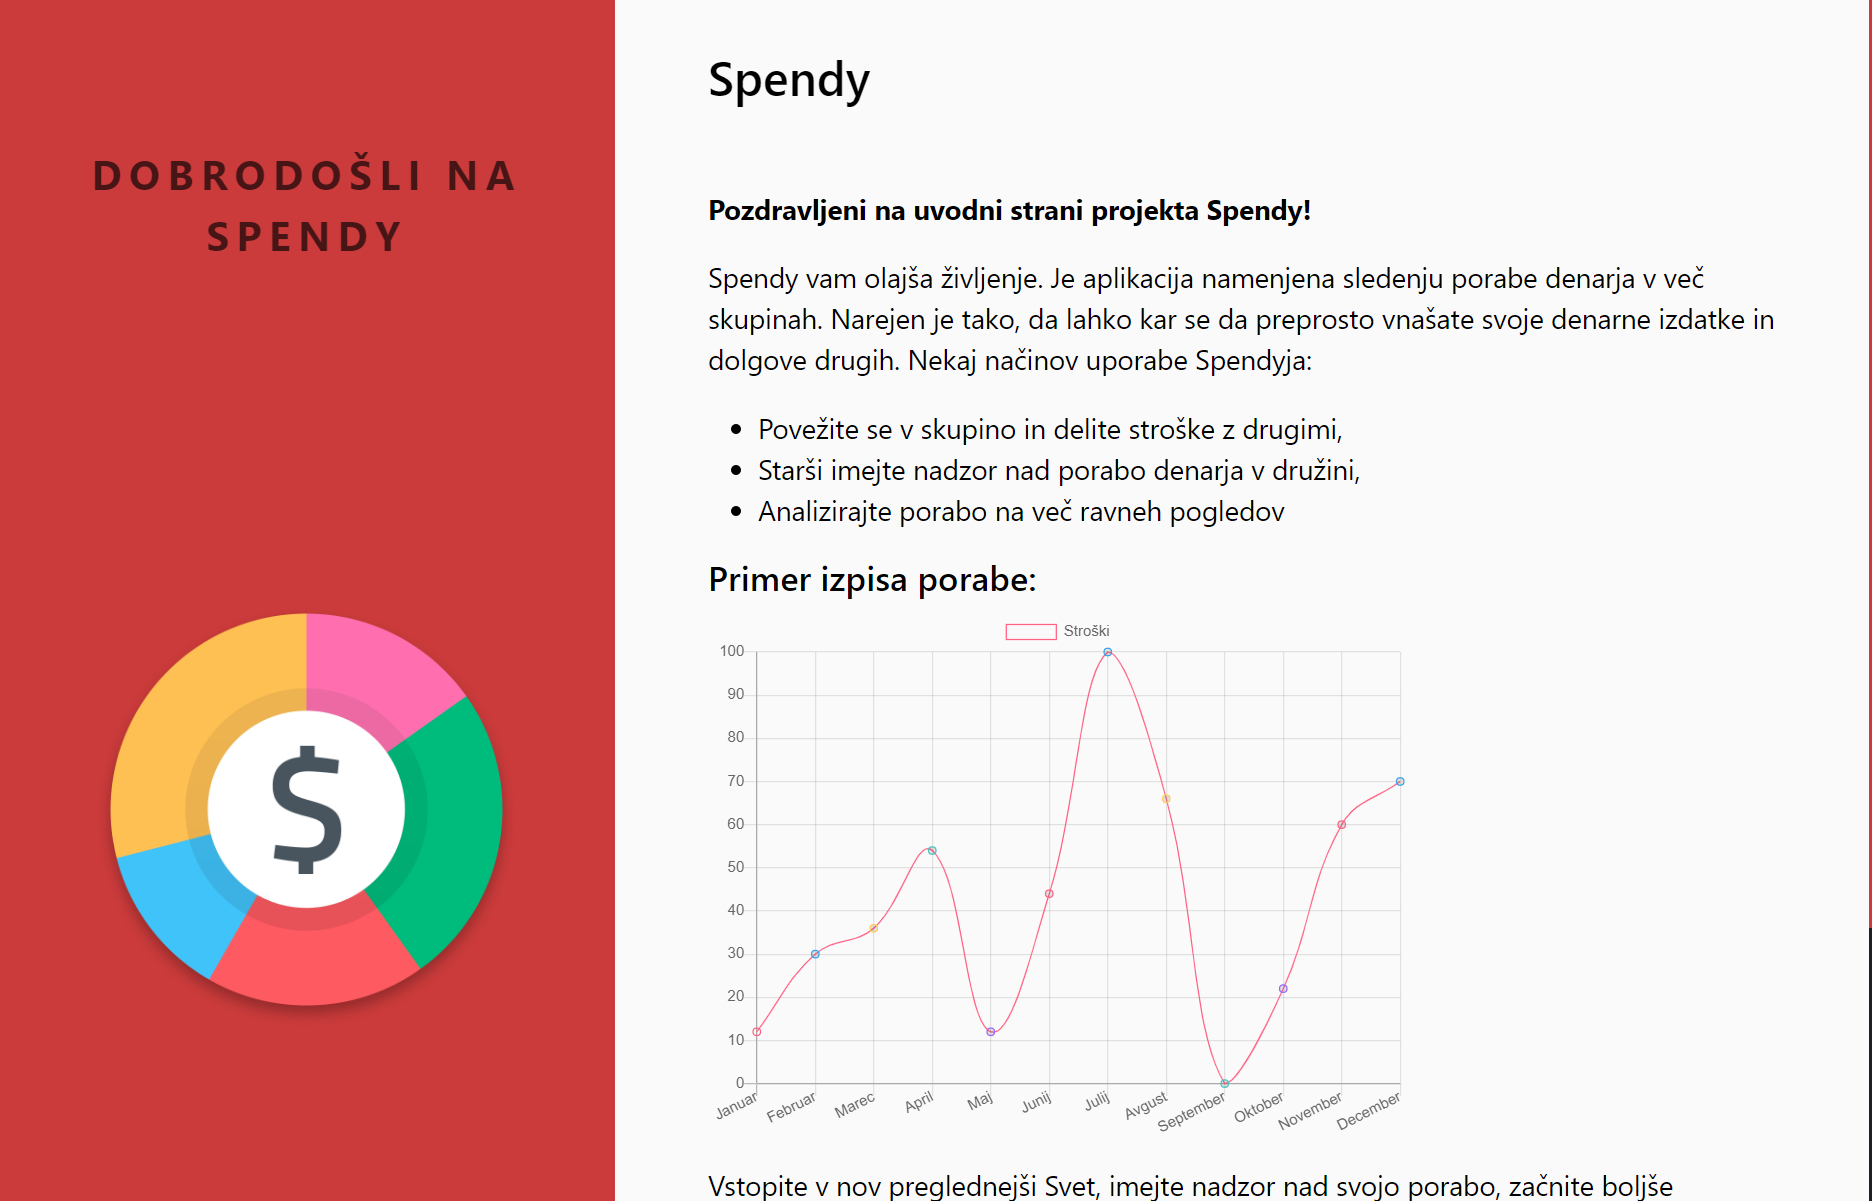 DOBRODOŠLI NA
SPENDY
$
Spendy
Pozdravljeni na uvodni strani projekta Spendy!
Spendy vam olajša življenje. Je aplikacija namenjena sledenju porabe denarja v več
skupinah. Narejen je tako, da lahko kar se da preprosto vnašate svoje denarne izdatke in
dolgove drugih. Nekaj načinov uporabe Spendyja:
• Povežite se v skupino in delite stroške z drugimi,
• Starši imejte nadzor nad porabo denarja v družini,
• Analizirajte porabo na več ravneh pogledov
Primer izpisa porabe:
Stroški
100
90
80
70
60
50
40
30
20
10
0
Januar
Februar
Marec
April
Maj
Junij
Julij
Avgust
September
Oktober
November
December
Vstopite v nov preglednejši Svet, imejte nadzor nad svojo porabo, začnite boljše